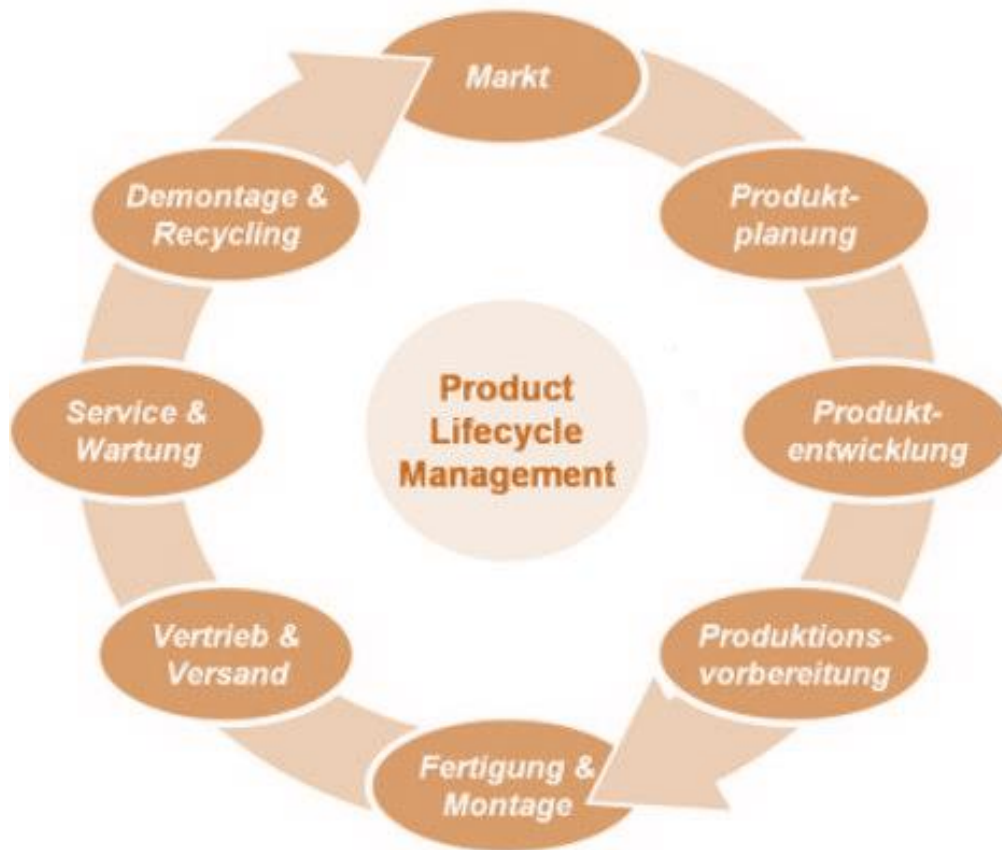 Markt
Produkt-
planung
Produkt-
entwicklung
Produktions-
vorbereitung
Fertigung &
Montage
Vertrieb &
Versand
Service &
Wartung
Demontage &
Recycling
Product
Lifecycle
Management